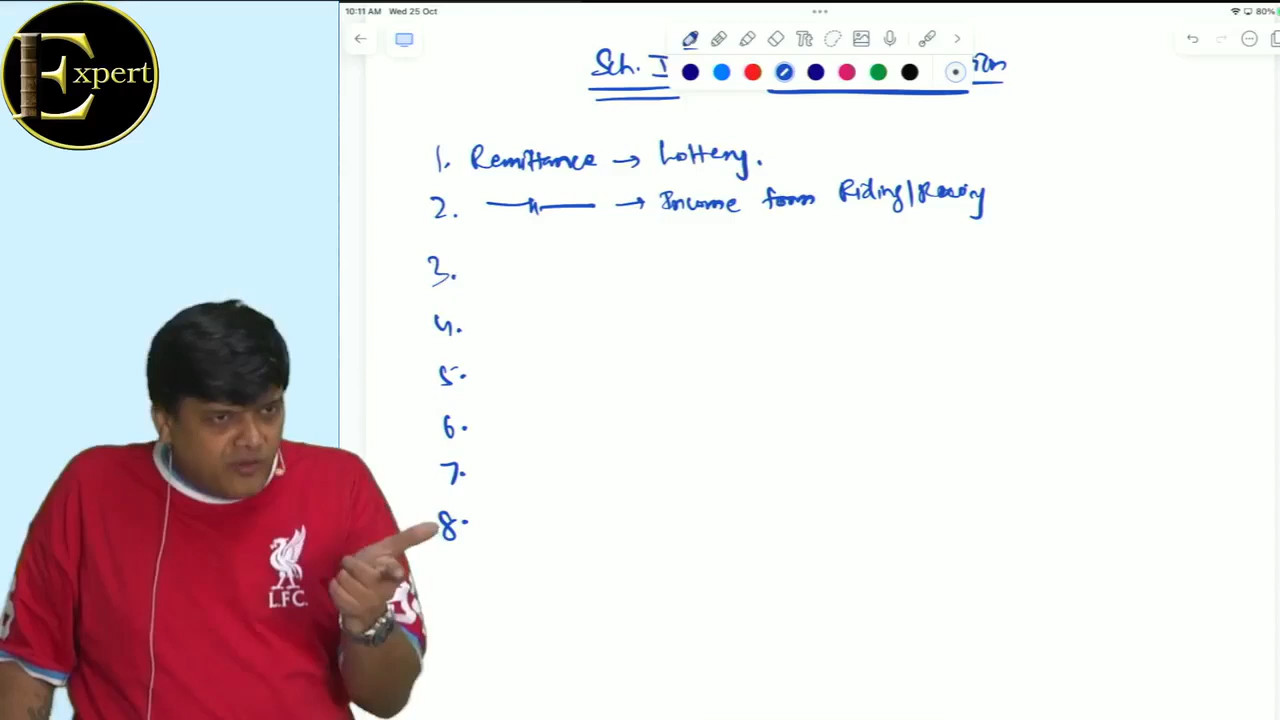 Expert
10:11 AM Wed 25 Oct
80%
Sch. I
1. Remittance → Lottery.
2. —〃— → Income from Riding/Racing
3.
4.
5.
6.
7.
8.
L.F.C.